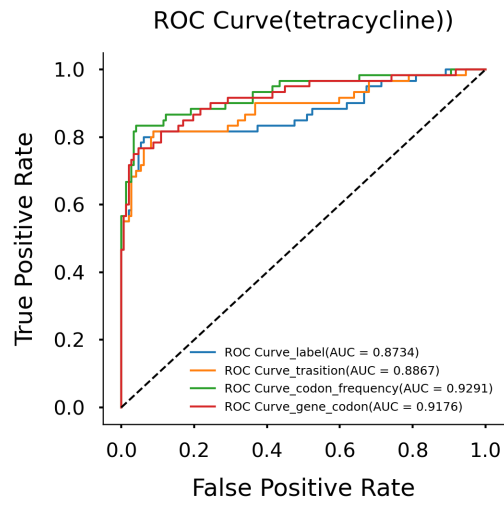 ROC Curve(tetracycline))
True Positive Rate
1.0
0.8
0.6
0.4
0.2
0.0
ROC Curve_label(AUC = 0.8734)
ROC Curve_trasition(AUC = 0.8867)
ROC Curve_codon_frequency(AUC = 0.9291)
ROC Curve_gene_codon(AUC = 0.9176)
0.0 0.2 0.4 0.6 0.8 1.0
False Positive Rate